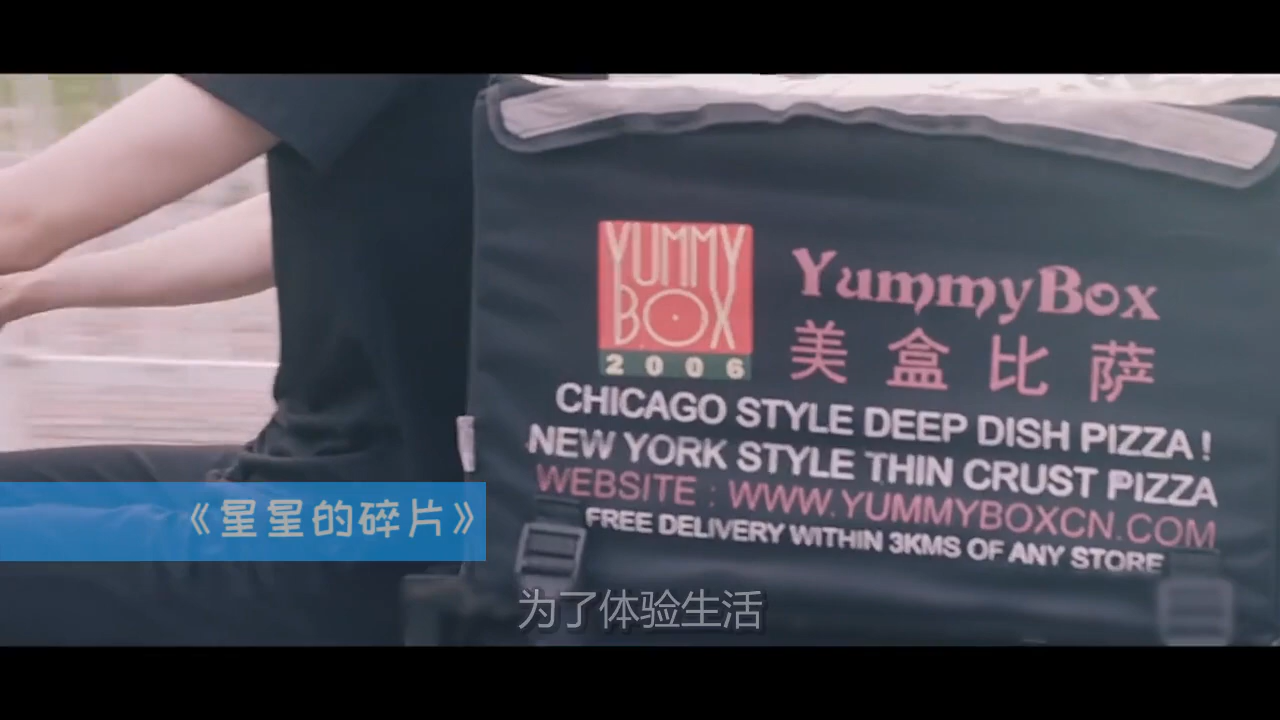 YUMMY
BOX
2006
YummyBox
美盒比萨
CHICAGO STYLE DEEP DISH PIZZA !
NEW YORK STYLE THIN CRUST PIZZA
WEBSITE : WWW.YUMMYBOXCN.COM
FREE DELIVERY WITHIN 3KMS OF ANY STORE
《星星的碎片》
为了体验生活